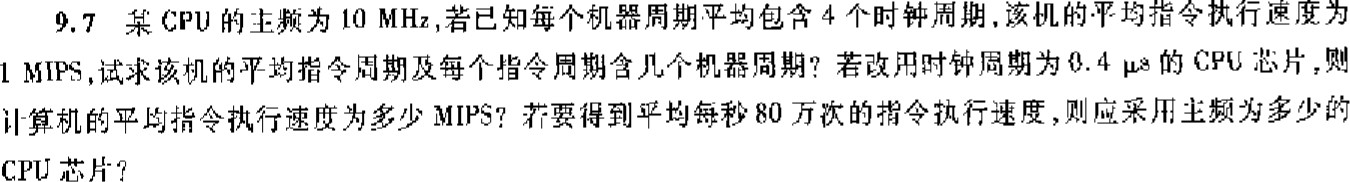 9.7 某 CPU 的主频为 10 MHz,若已知每个机器周期平均包含 4 个时钟周期,该机的平均指令执行速度为
1 MIPS,试求该机的平均指令周期及每个指令周期含几个机器周期? 若改用时钟周期为 0.4 μs 的 CPU 芯片,则
计算机的平均指令执行速度为多少 MIPS? 若要得到平均每秒 80 万次的指令执行速度,则应采用主频为多少的
CPU 芯片?